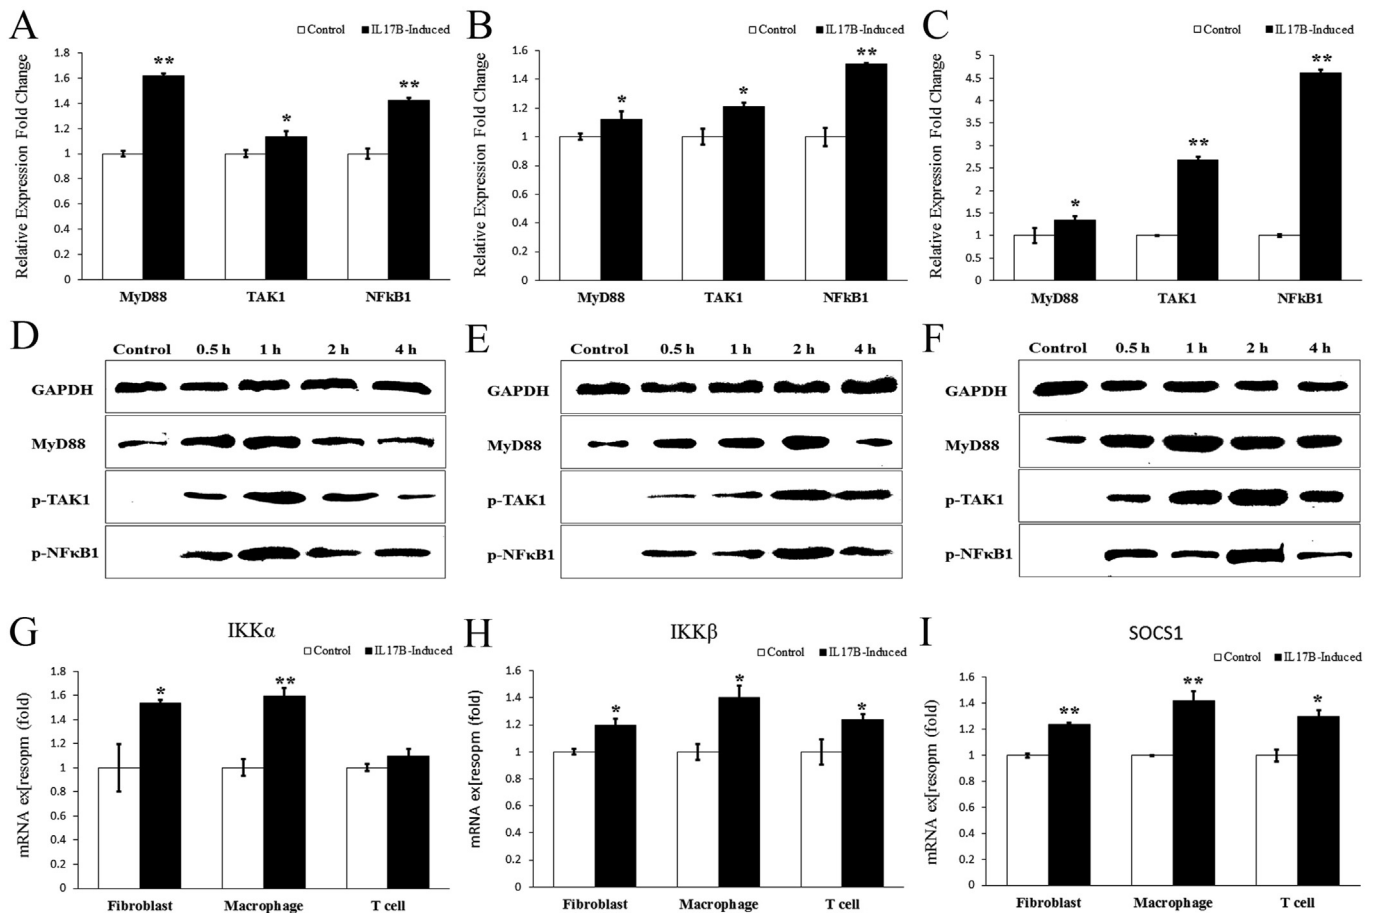 A
Control IL17B-Induced
Relative Expression Fold Change
1.8
1.6
1.4
1.2
1
0.8
0.6
0.4
0.2
0
** * **
MyD88 TAK1 NFkB1
B
Control IL17B-Induced
Relative Expression Fold Change
1.6
1.4
1.2
1
0.8
0.6
0.4
0.2
0
* * **
MyD88 TAK1 NFkB1
C
Control IL17B-Induced
Relative Expression Fold Change
5
4.5
4
3.5
3
2.5
2
1.5
1
0.5
0
* ** **
MyD88 TAK1 NFkB1
D
Control 0.5 h 1 h 2 h 4 h
GAPDH
MyD88
p-TAK1
p-NFκB1
E
Control 0.5 h 1 h 2 h 4 h
GAPDH
MyD88
p-TAK1
p-NFκB1
F
Control 0.5 h 1 h 2 h 4 h
GAPDH
MyD88
p-TAK1
p-NFκB1
G
IKKα
Control IL17B-Induced
mRNA ex[resopm (fold)
1.8
1.6
1.4
1.2
1
0.8
0.6
0.4
0.2
0
* **
Fibroblast Macrophage T cell
H
IKKβ
Control IL17B-Induced
mRNA ex[resopm (fold)
1.6
1.4
1.2
1
0.8
0.6
0.4
0.2
0
* * *
Fibroblast Macrophage T cell
I
SOCS1
Control IL17B-Induced
mRNA ex[resopm (fold)
1.6
1.4
1.2
1
0.8
0.6
0.4
0.2
0
** ** *
Fibroblast Macrophage T cell